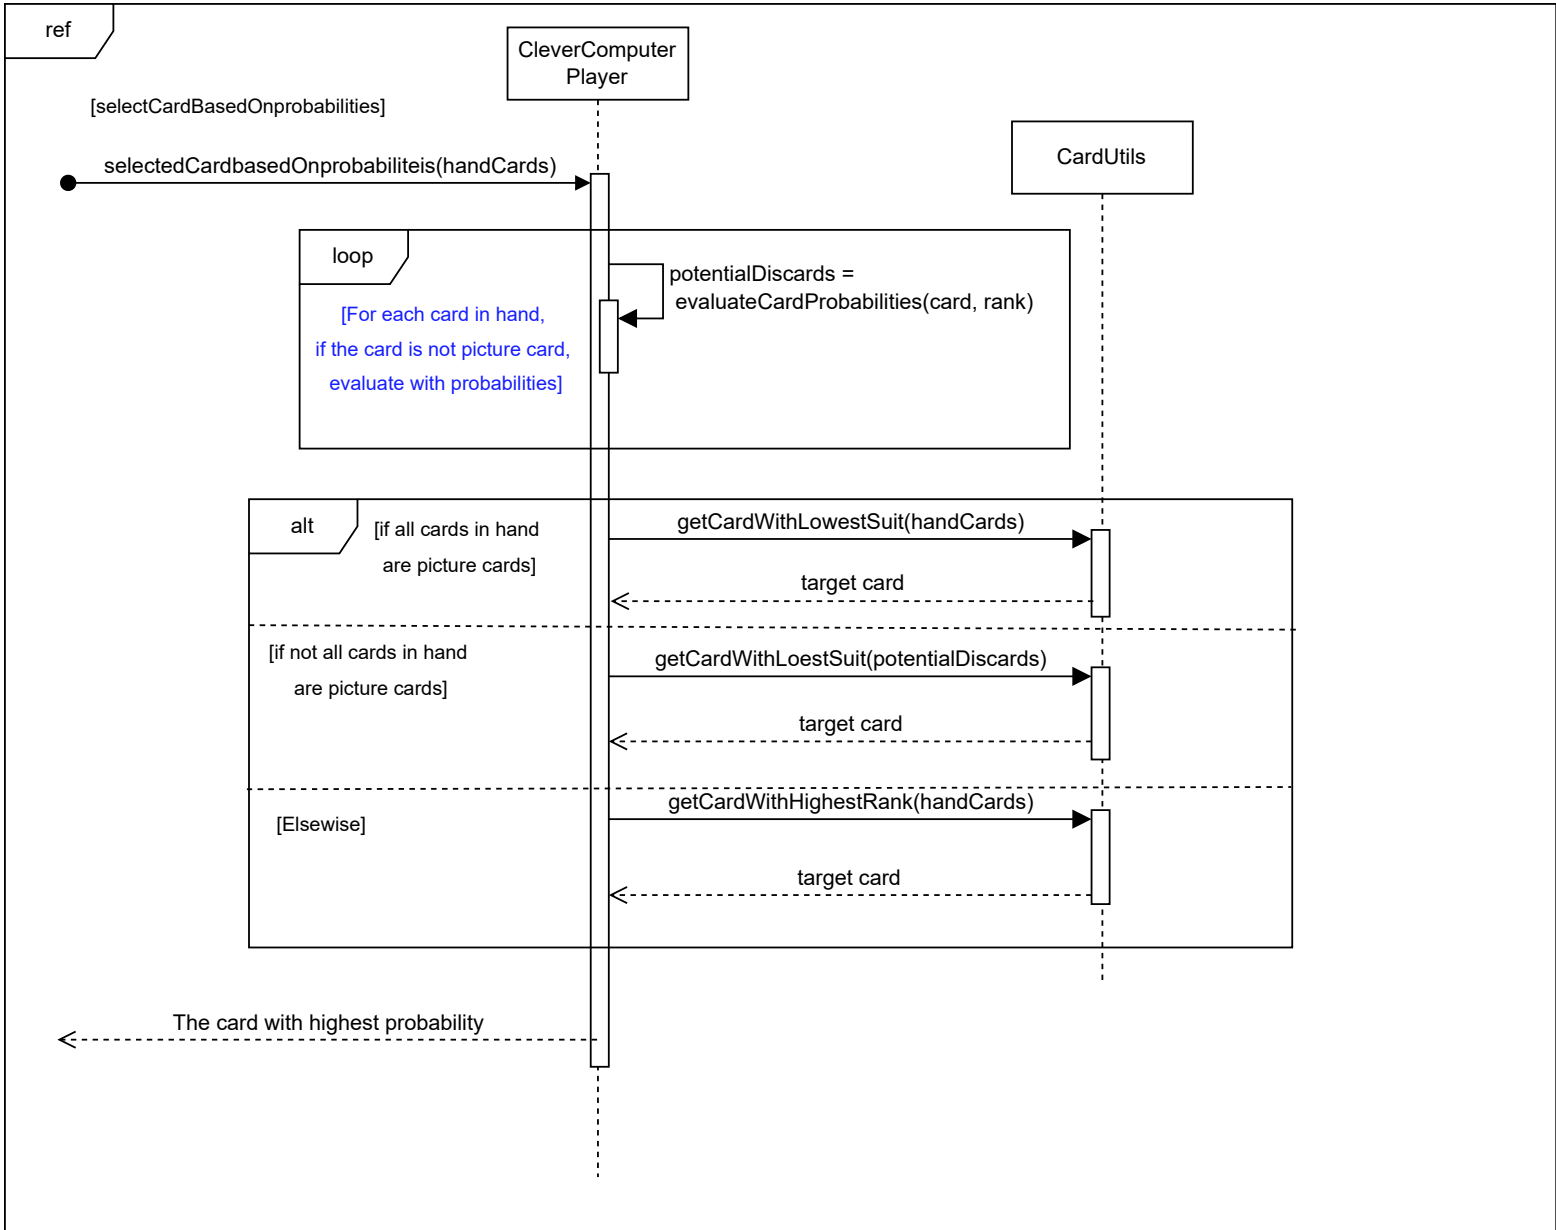 ref
CleverComputer
Player
[selectCardBasedOnprobabilities]
CardUtils
selectedCardbasedOnprobabiliteis(handCards)
loop
potentialDiscards =
evaluateCardProbabilities(card, rank)
[For each card in hand,
if the card is not picture card,
evaluate with probabilities]
alt
[if all cards in hand
are picture cards]
getCardWithLowestSuit(handCards)
target card
[if not all cards in hand
are picture cards]
getCardWithLoestSuit(potentialDiscards)
target card
getCardWithHighestRank(handCards)
[Elsewise]
target card
The card with highest probability